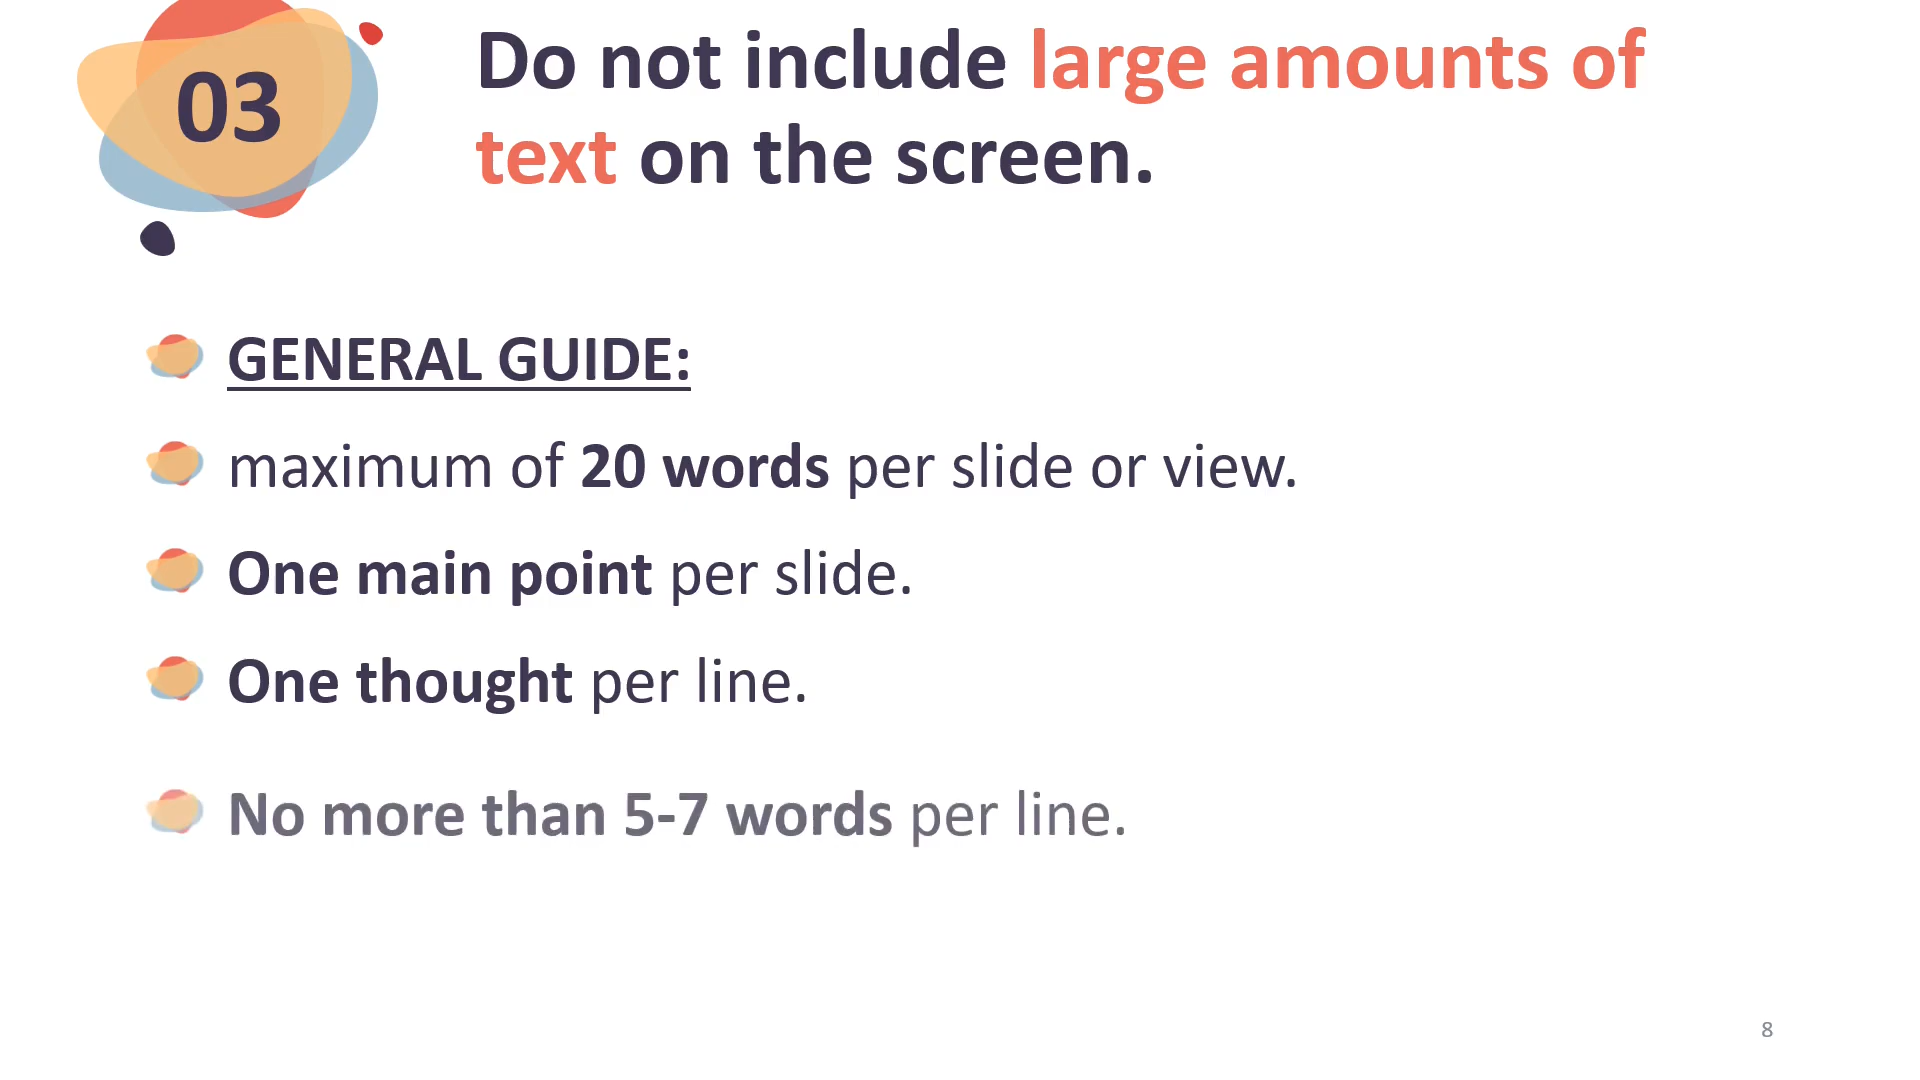 03
Do not include large amounts of
text on the screen.
GENERAL GUIDE:
maximum of 20 words per slide or view.
One main point per slide.
One thought per line.
No more than 5-7 words per line.
8